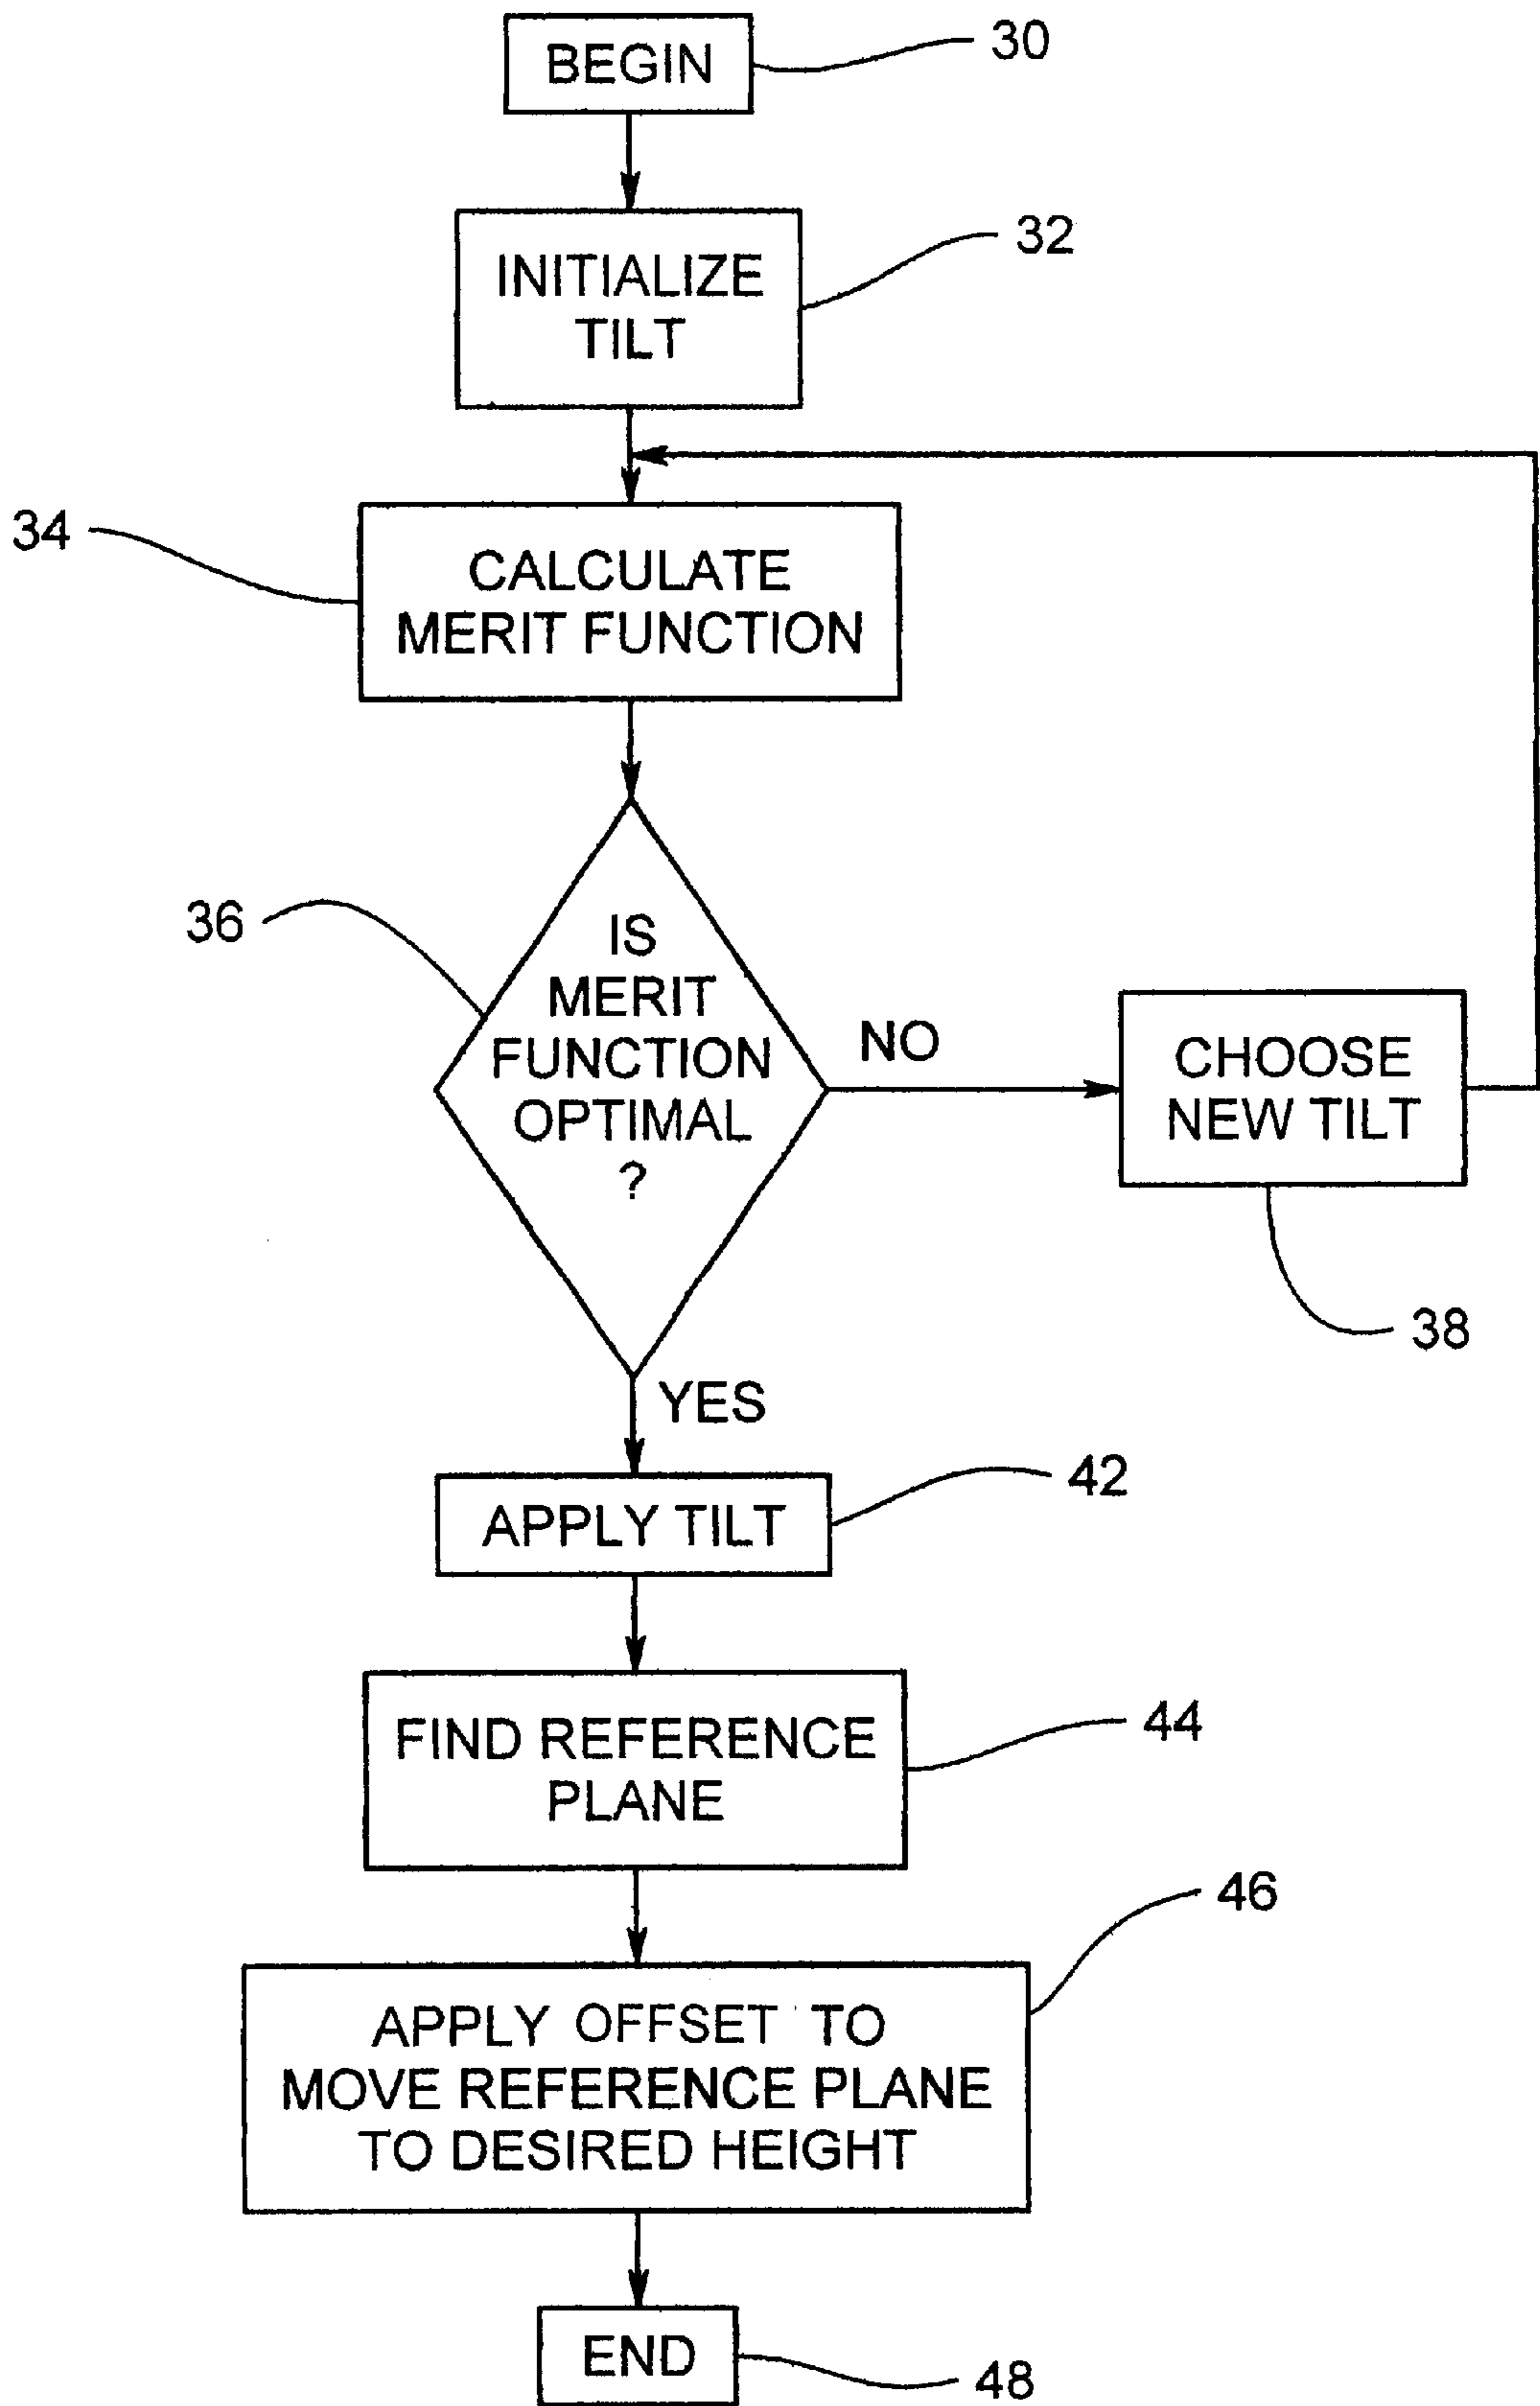 BEGIN
30
INITIALIZE
TILT
32
34
CALCULATE
MERIT FUNCTION
36
IS
MERIT
FUNCTION
OPTIMAL
?
NO
CHOOSE
NEW TILT
38
YES
APPLY TILT
42
FIND REFERENCE
PLANE
44
APPLY OFFSET TO
MOVE REFERENCE PLANE
TO DESIRED HEIGHT
46
END
48